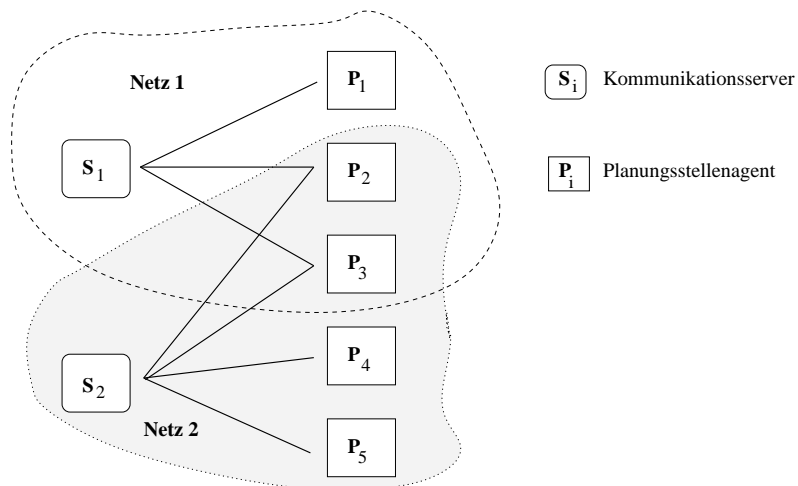 Netz 1
P1
Si Kommunikationsserver
S1
P2
Pi Planungsstellenagent
P3
S2
P4
Netz 2
P5